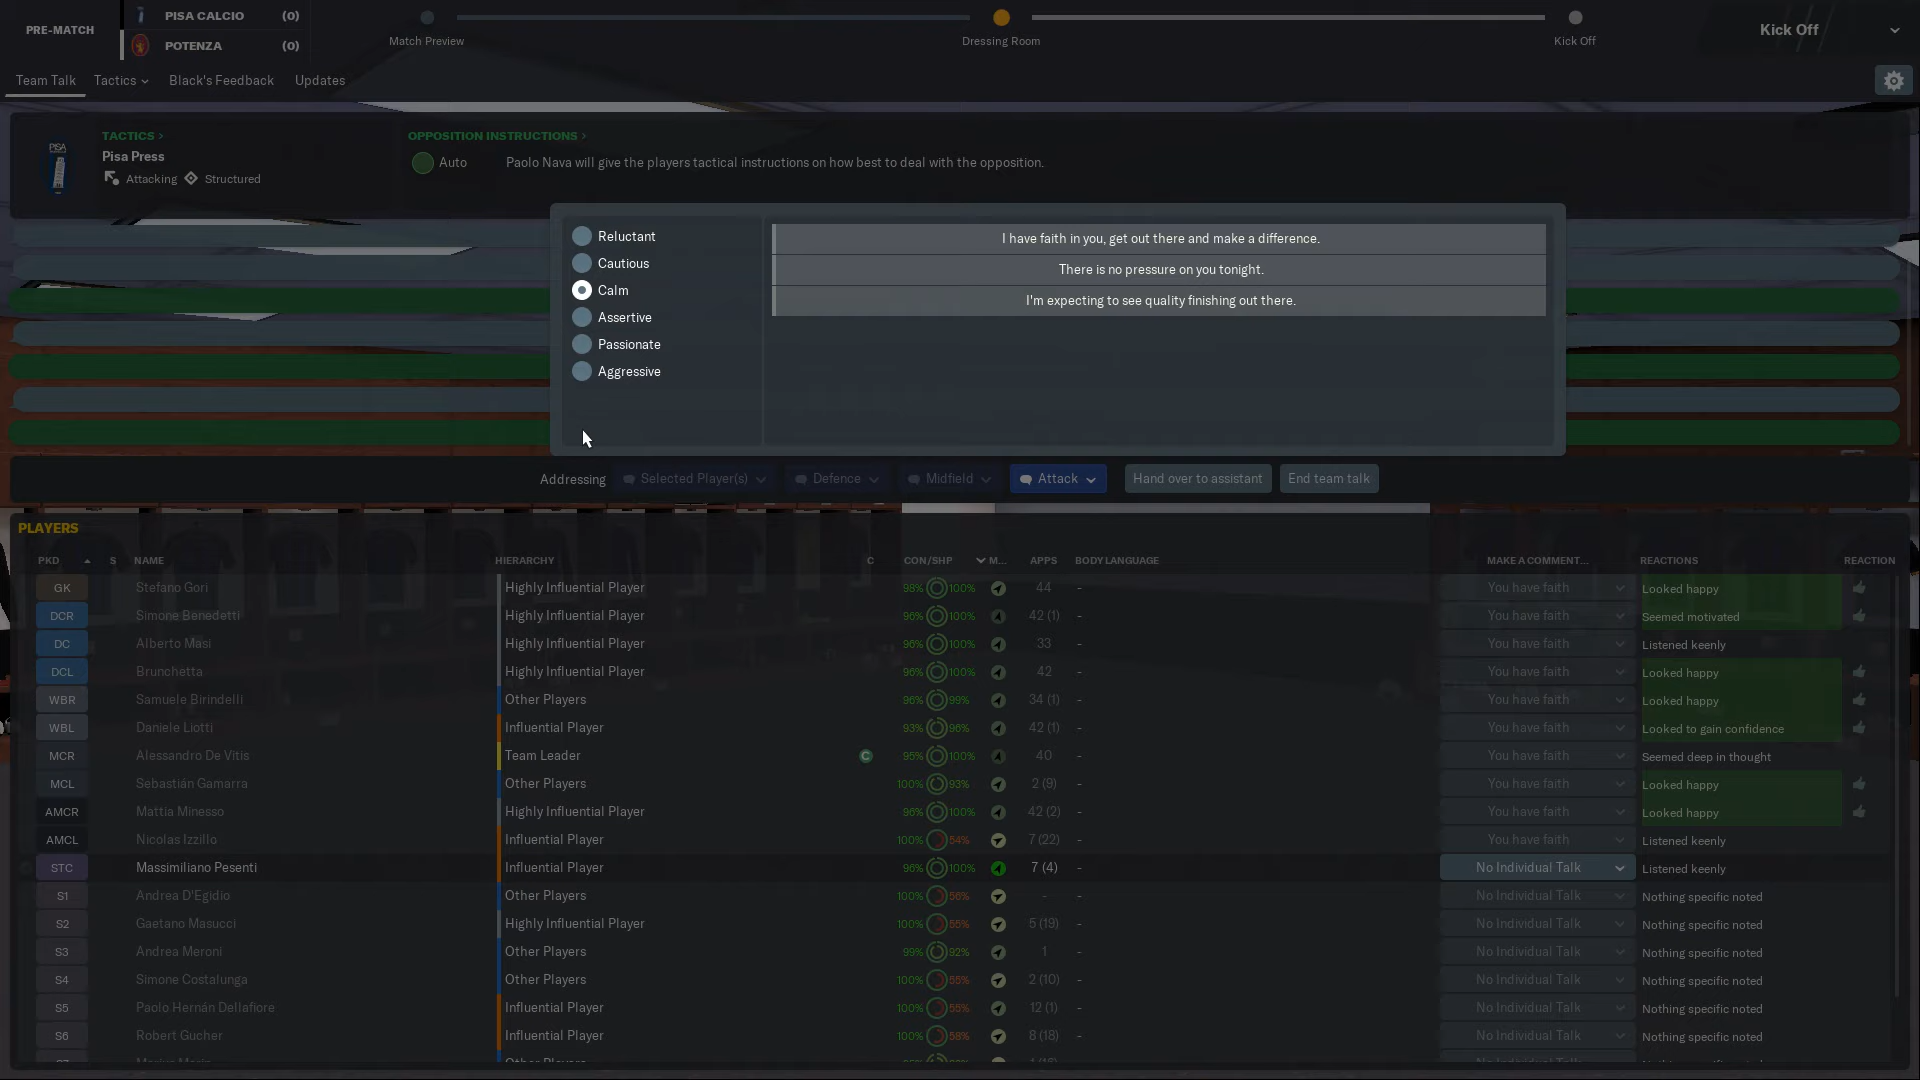 PRE-MATCH
PISA CALCIO (0)
POTENZA (0)
Match Preview
Dressing Room
Kick Off
Kick Off
Team Talk Tactics Black's Feedback Updates
PISA
TACTICS >
Pisa Press
Attacking Structured
OPPOSITION INSTRUCTIONS >
Auto Paolo Nava will give the players tactical instructions on how best to deal with the opposition.
Reluctant
Cautious
Calm
Assertive
Passionate
Aggressive
I have faith in you, get out there and make a difference.
There is no pressure on you tonight.
I'm expecting to see quality finishing out there.
Addressing Selected Player(s) Defence Midfield Attack Hand over to assistant End team talk
PLAYERS
PKD S NAME HIERARCHY C CON/SHP M... APPS BODY LANGUAGE MAKE A COMMENT... REACTIONS REACTION
GK Stefano Gori Highly Influential Player 98% 100% 44 - You have faith Looked happy
DCR Simone Benedetti Highly Influential Player 96% 100% 42 (1) - You have faith Seemed motivated
DC Alberto Masi Highly Influential Player 96% 100% 33 - You have faith Listened keenly
DCL Brunchetta Highly Influential Player 96% 100% 42 - You have faith Looked happy
WBR Samuele Birindelli Other Players 96% 99% 34 (1) - You have faith Looked happy
WBL Daniele Liotti Influential Player 93% 96% 42 (1) - You have faith Looked to gain confidence
MCR Alessandro De Vitis Team Leader C 95% 100% 40 - You have faith Seemed deep in thought
MCL Sebastián Gamarra Other Players 100% 93% 2 (9) - You have faith Looked happy
AMCR Mattia Minesso Highly Influential Player 96% 100% 42 (2) - You have faith Looked happy
AMCL Nicolas Izzillo Influential Player 100% 54% 7 (22) - You have faith Listened keenly
STC Massimiliano Pesenti Influential Player 96% 100% 7 (4) - No Individual Talk Listened keenly
S1 Andrea D'Egidio Other Players 100% 56% - - No Individual Talk Nothing specific noted
S2 Gaetano Masucci Highly Influential Player 100% 55% 5 (19) - No Individual Talk Nothing specific noted
S3 Andrea Meroni Other Players 99% 92% 1 - No Individual Talk Nothing specific noted
S4 Simone Costalunga Other Players 100% 55% 2 (10) - No Individual Talk Nothing specific noted
S5 Paolo Hernán Dellafiore Influential Player 100% 55% 12 (1) - No Individual Talk Nothing specific noted
S6 Robert Gucher Influential Player 100% 58% 8 (18) - No Individual Talk Nothing specific noted